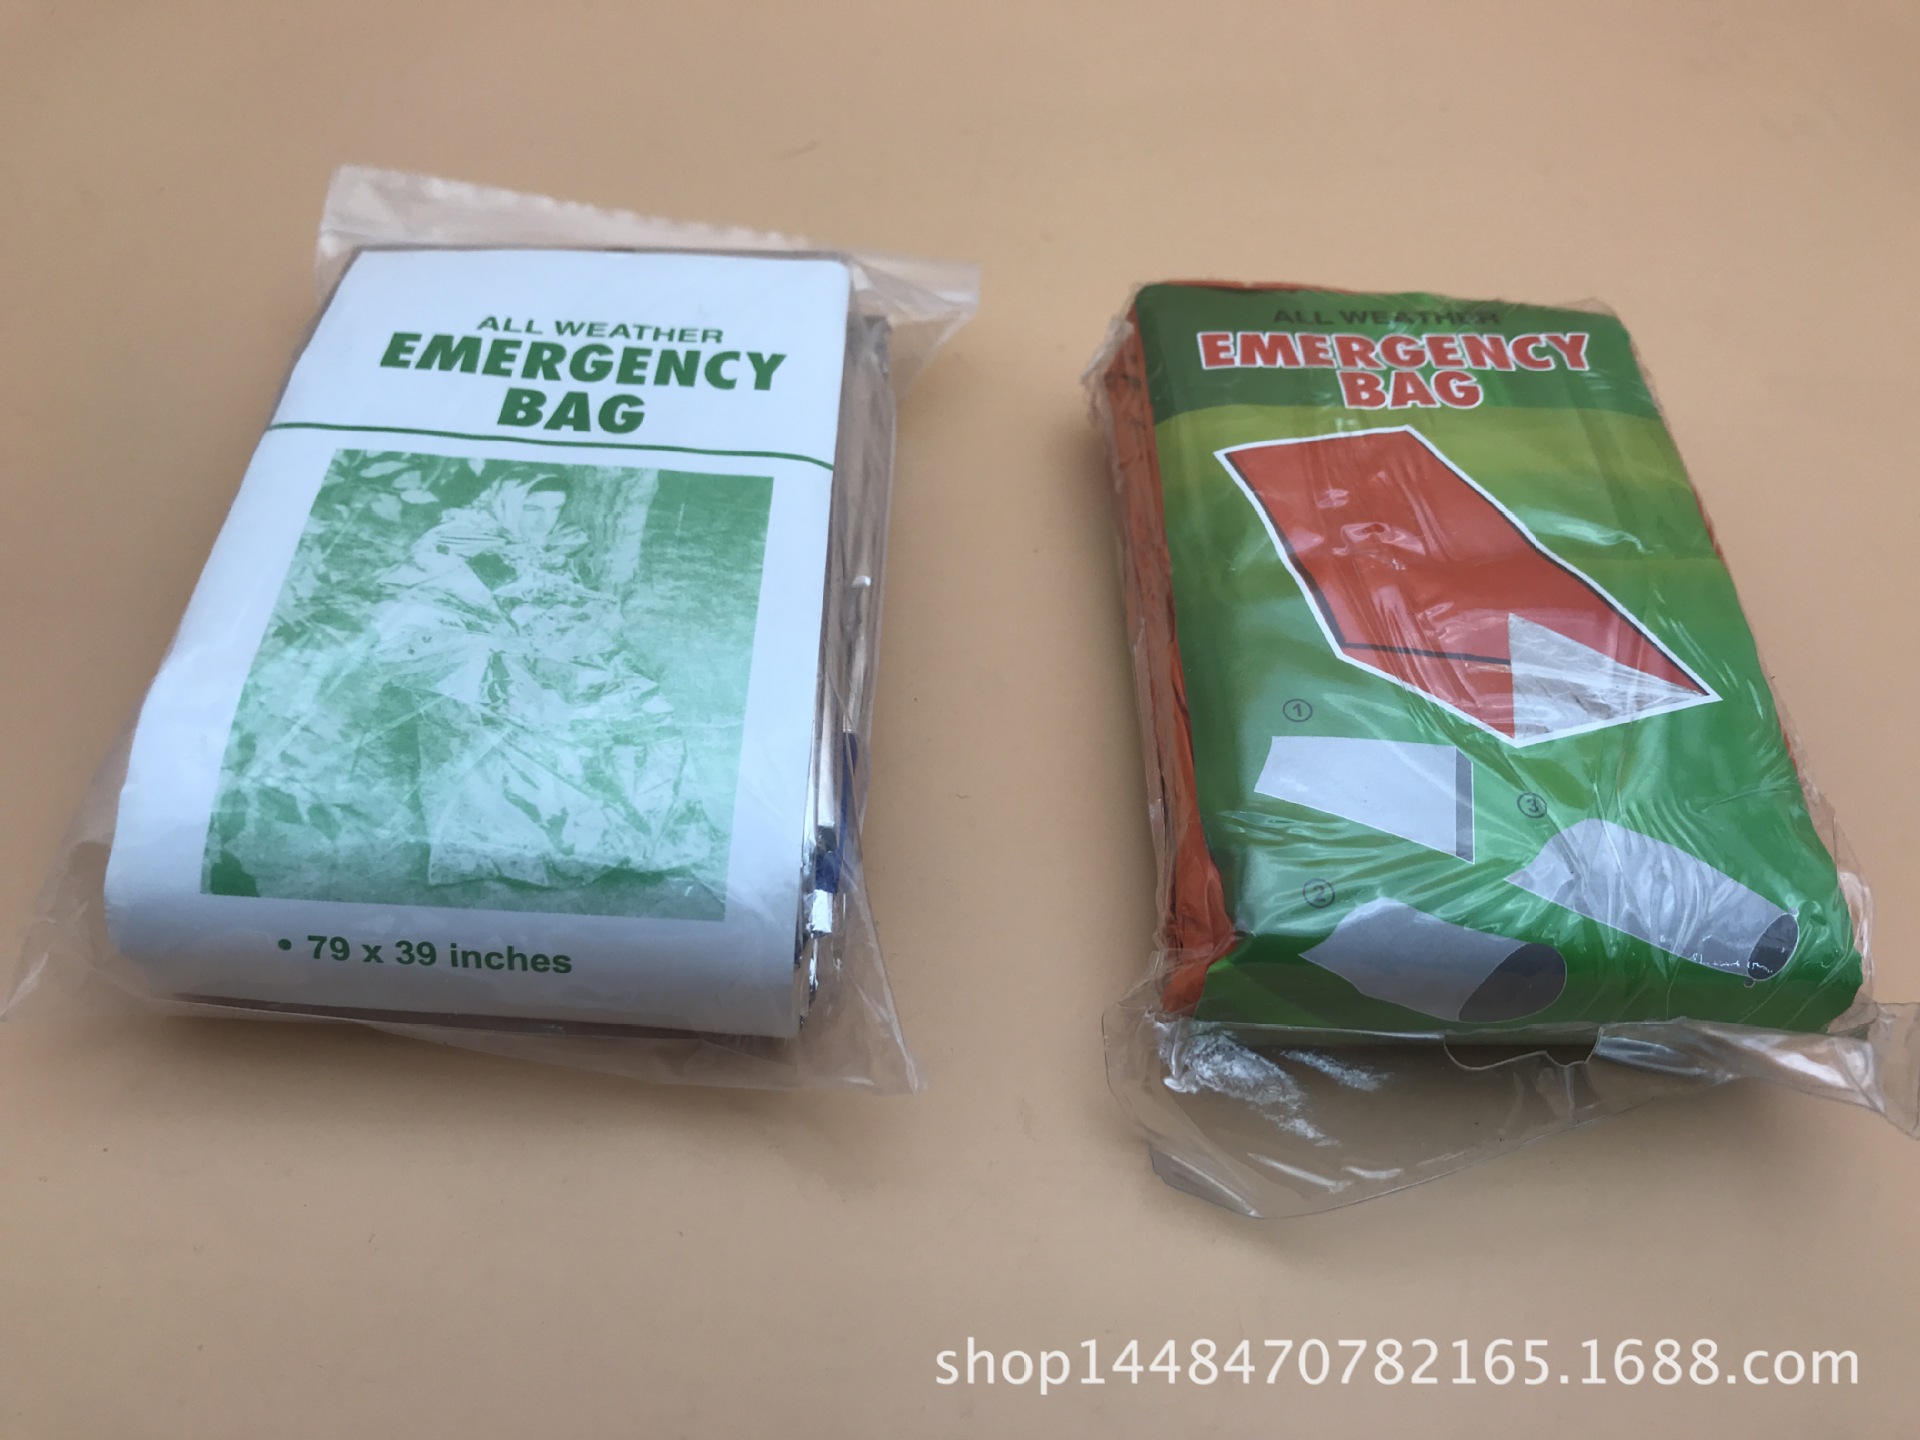 ALL WEATHER
EMERGENCY
BAG
• 79 x 39 inches
ALL WEATHER
EMERGENCY
BAG
①
③
②
shop1448470782165.1688.com